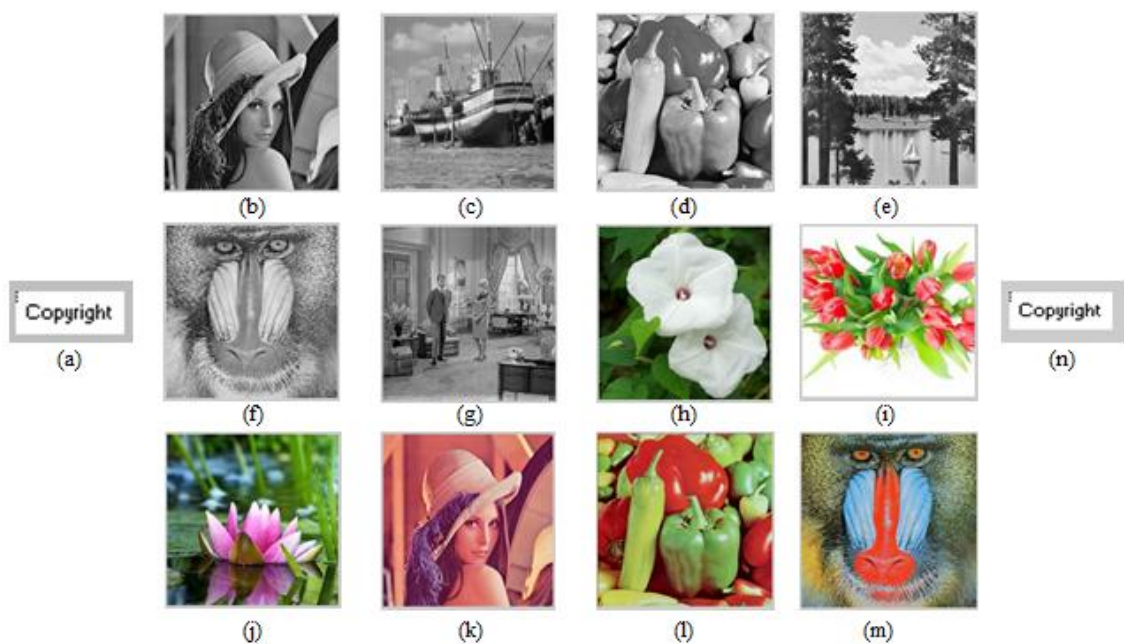 (b) (c) (d) (e)
Copyright
Copyright
(a)
(n)
(f) (g) (h) (i)
(j) (k) (l) (m)